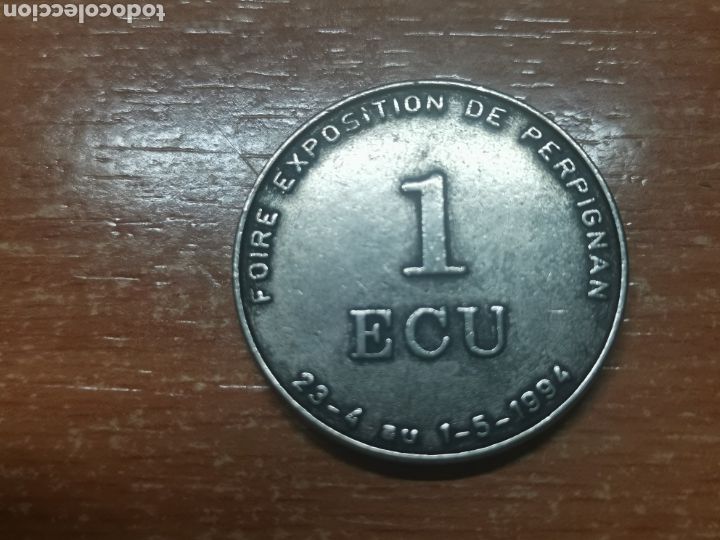 todocoleccion
FOIRE EXPOSITION DE PERPIGNAN
1
ECU
23-4 au 1-5-1994